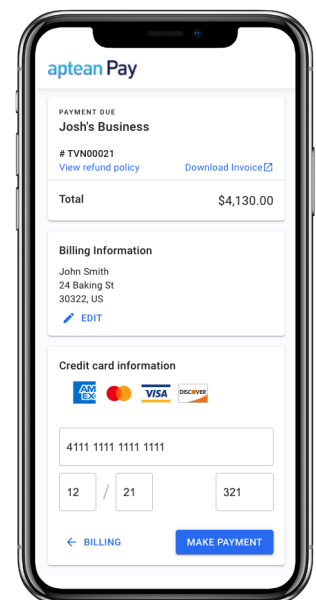 aptean Pay
PAYMENT DUE
Josh's Business
# TVN00021
View refund policy Download Invoice
Total $4,130.00
Billing Information
John Smith
24 Baking St
30322, US
EDIT
Credit card information
AM EX VISA DISCOVER
4111 1111 1111 1111
12 / 21 321
BILLING MAKE PAYMENT